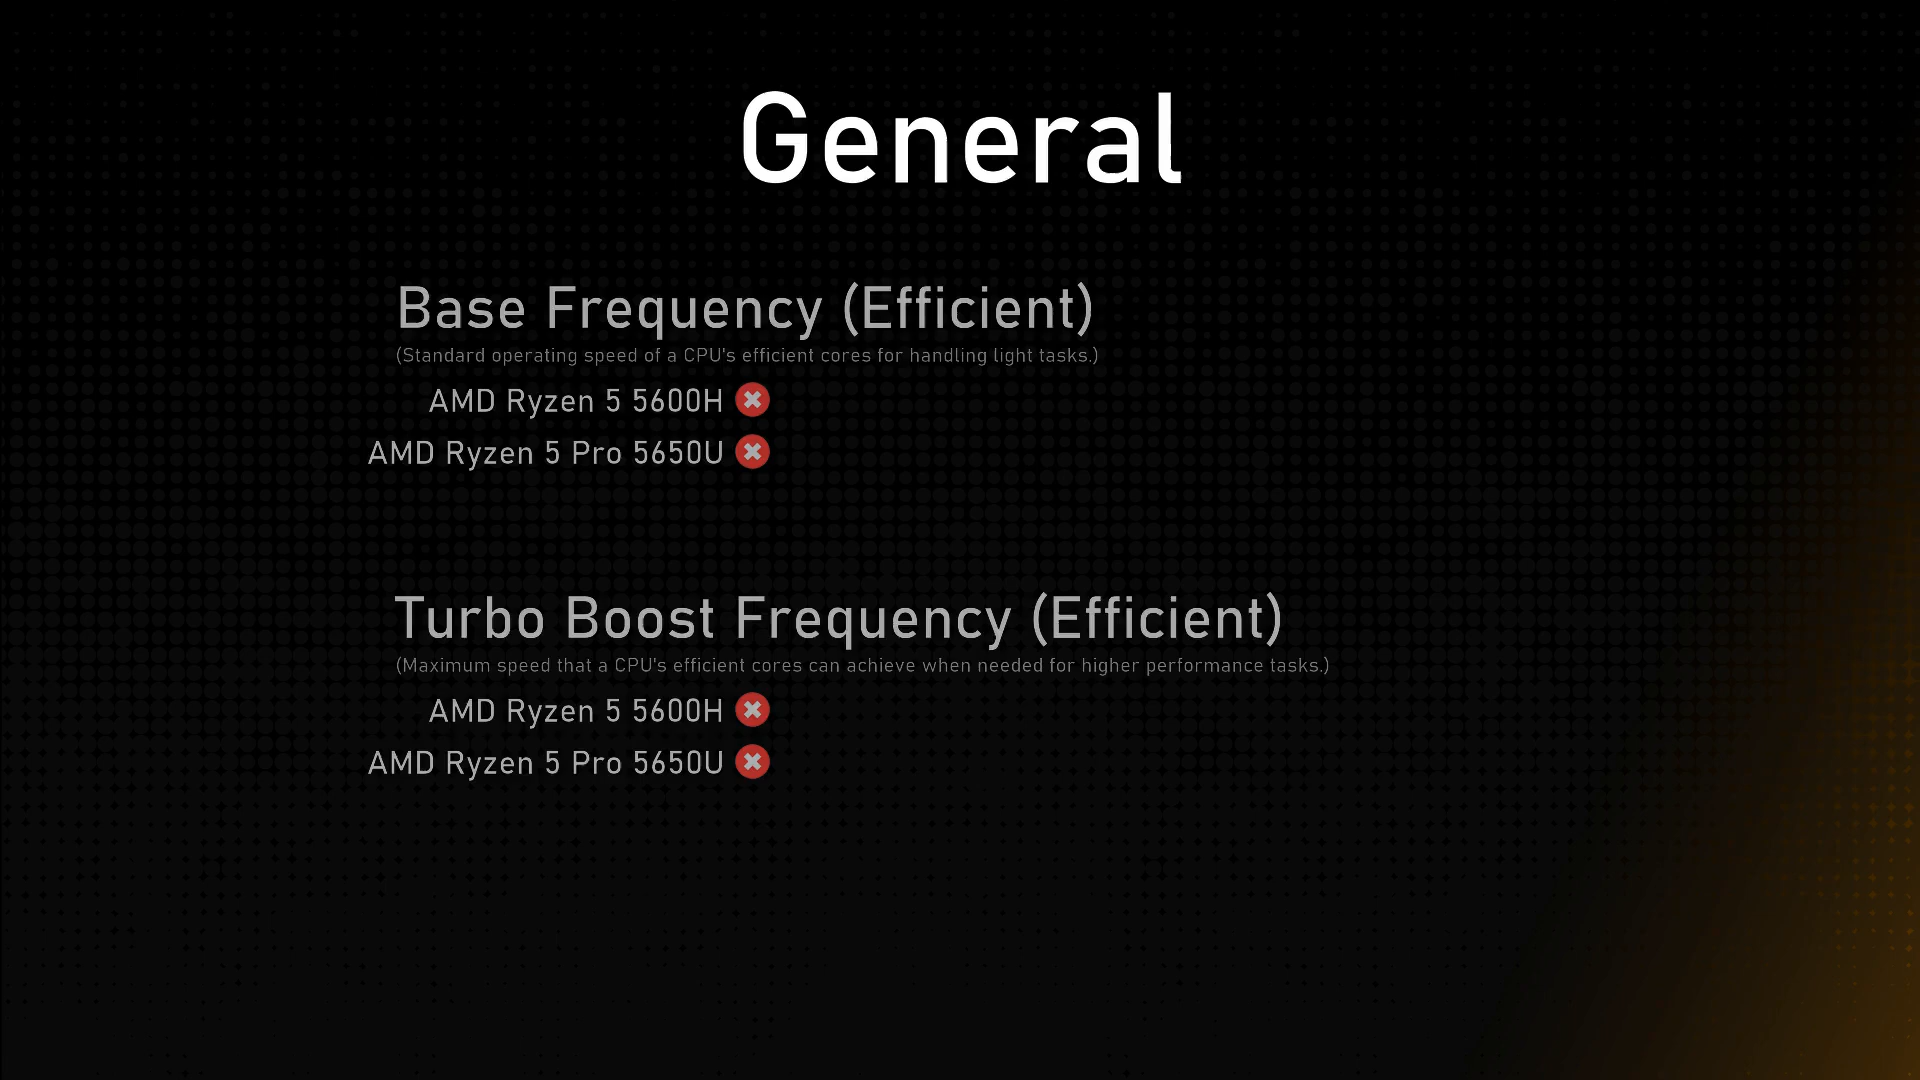 General
Base Frequency (Efficient)
(Standard operating speed of a CPU's efficient cores for handling light tasks.)
AMD Ryzen 5 5600H
AMD Ryzen 5 Pro 5650U
Turbo Boost Frequency (Efficient)
(Maximum speed that a CPU's efficient cores can achieve when needed for higher performance tasks.)
AMD Ryzen 5 5600H
AMD Ryzen 5 Pro 5650U